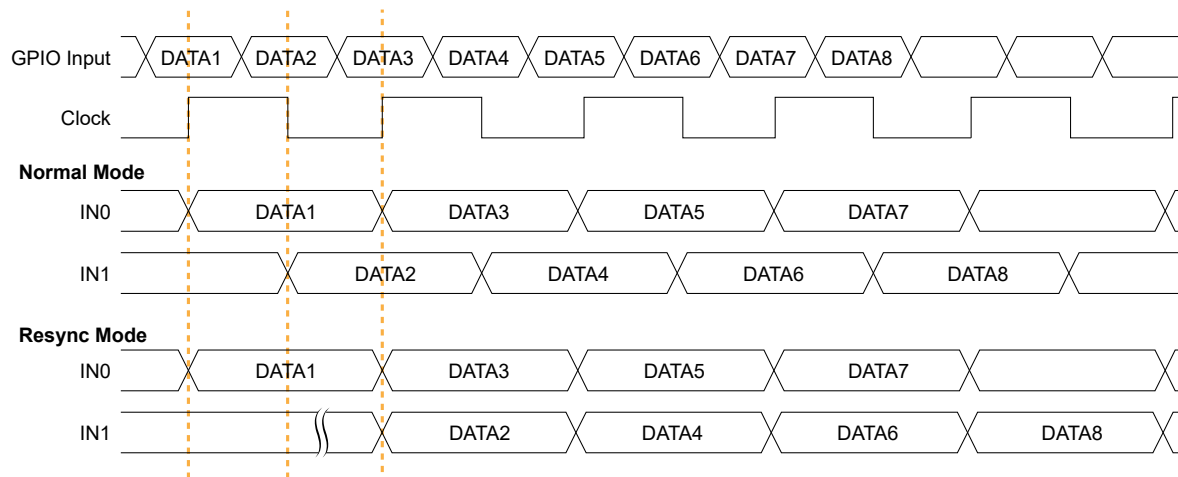 GPIO Input DATA1 DATA2 DATA3 DATA4 DATA5 DATA6 DATA7 DATA8
Clock
Normal Mode
IN0 DATA1 DATA3 DATA5 DATA7
IN1 DATA2 DATA4 DATA6 DATA8
Resync Mode
IN0 DATA1 DATA3 DATA5 DATA7
IN1 DATA2 DATA4 DATA6 DATA8